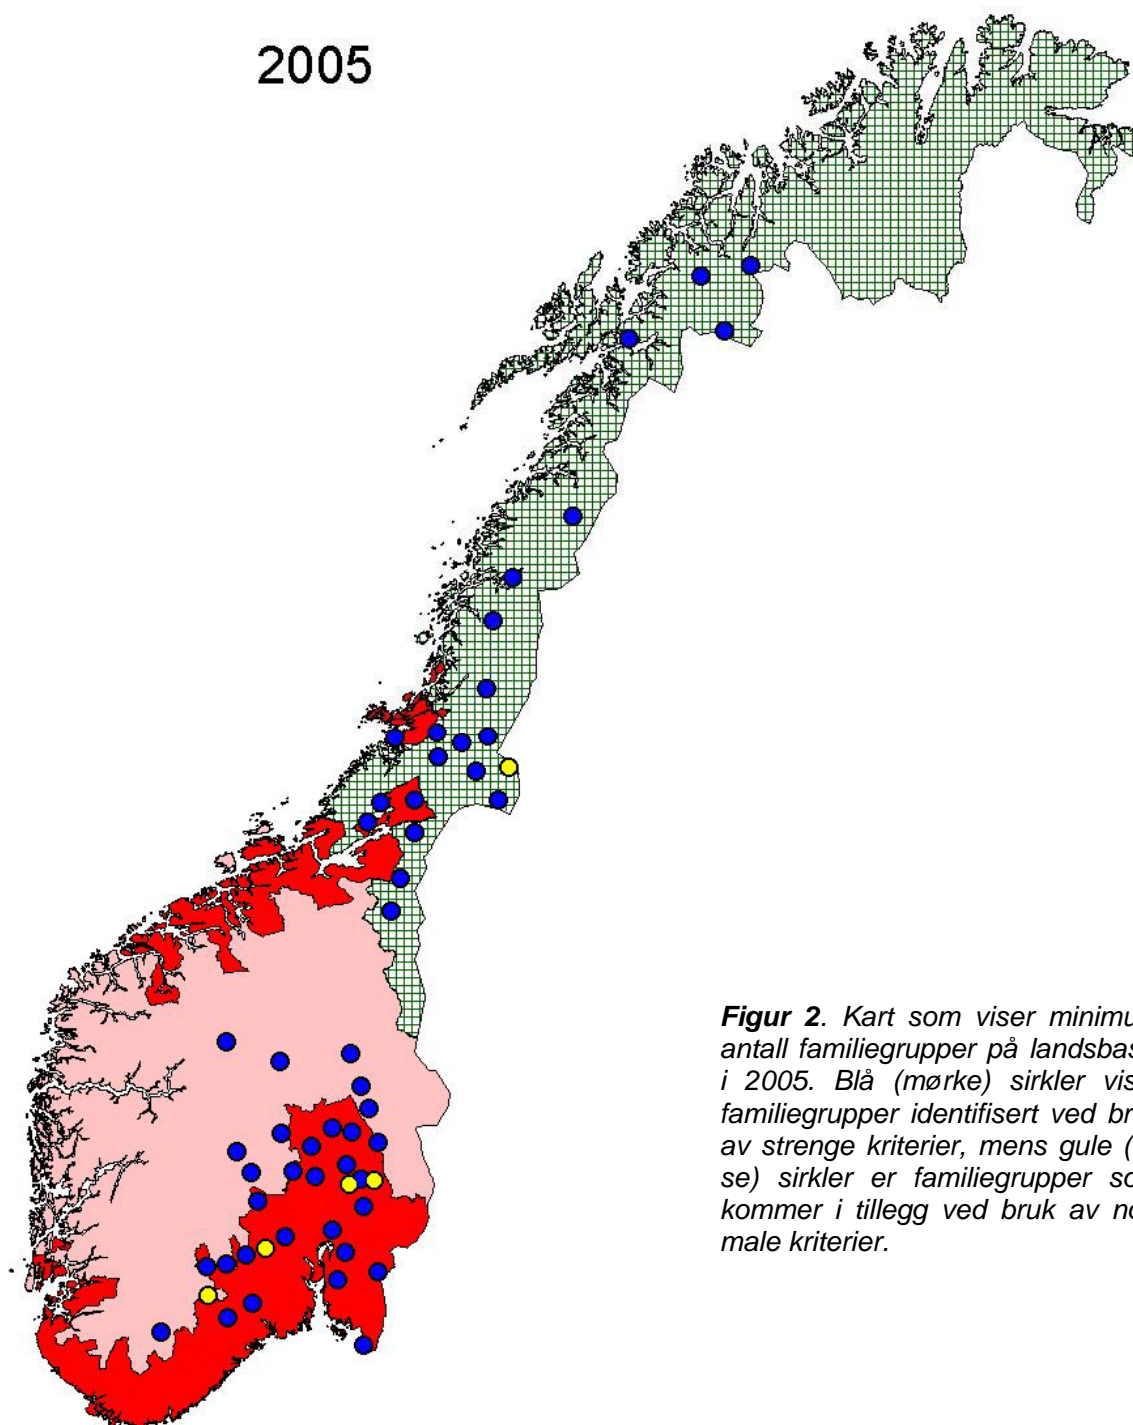 2005
Figur 2. Kart som viser minimu
antall familiegrupper på landsbas
i 2005. Blå (mørke) sirkler vis
familiegrupper identifisert ved br
av strenge kriterier, mens gule (
se) sirkler er familiegrupper so
kommer i tillegg ved bruk av no
male kriterier.